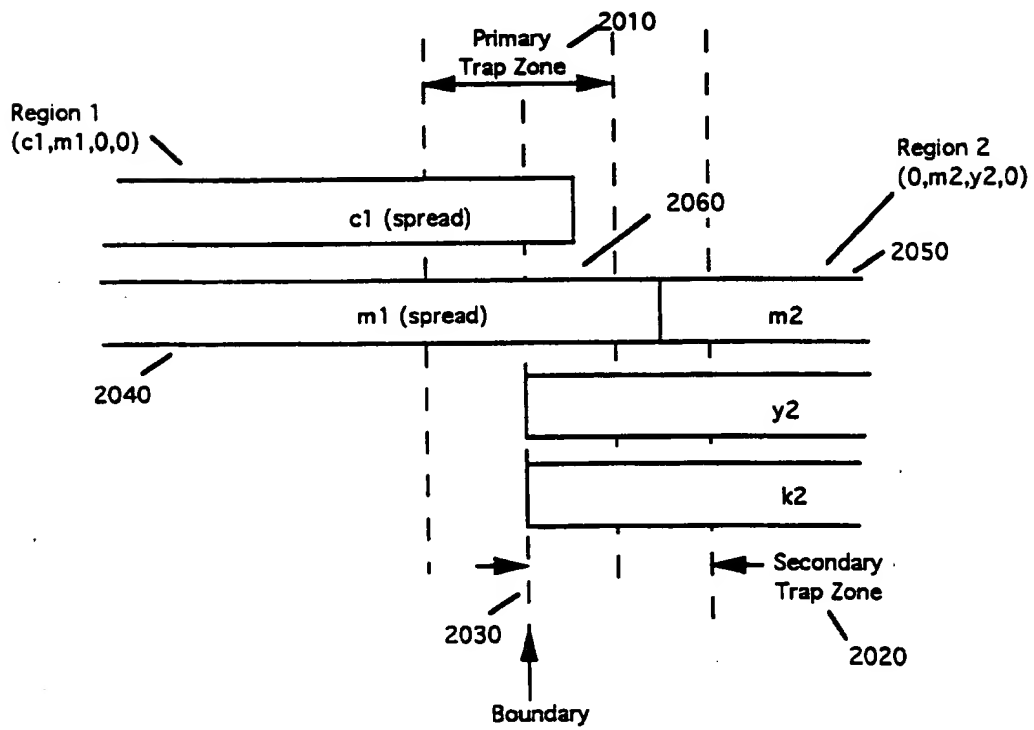 2010
Primary
Trap Zone
Region 1
(c1,m1,0,0)
Region 2
(0,m2,y2,0)
c1 (spread)
2060
2050
m1 (spread)
m2
2040
y2
k2
Secondary
Trap Zone
2030
2020
Boundary